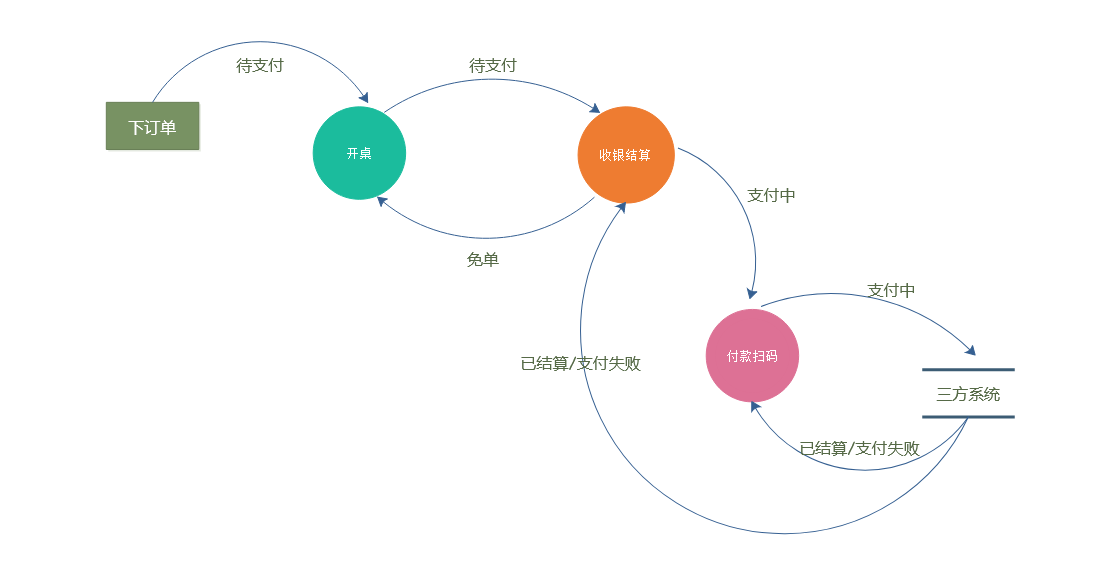 待支付
待支付
下订单
开桌
收银结算
支付中
免单
支付中
付款扫码
已结算/支付失败
三方系统
已结算/支付失败